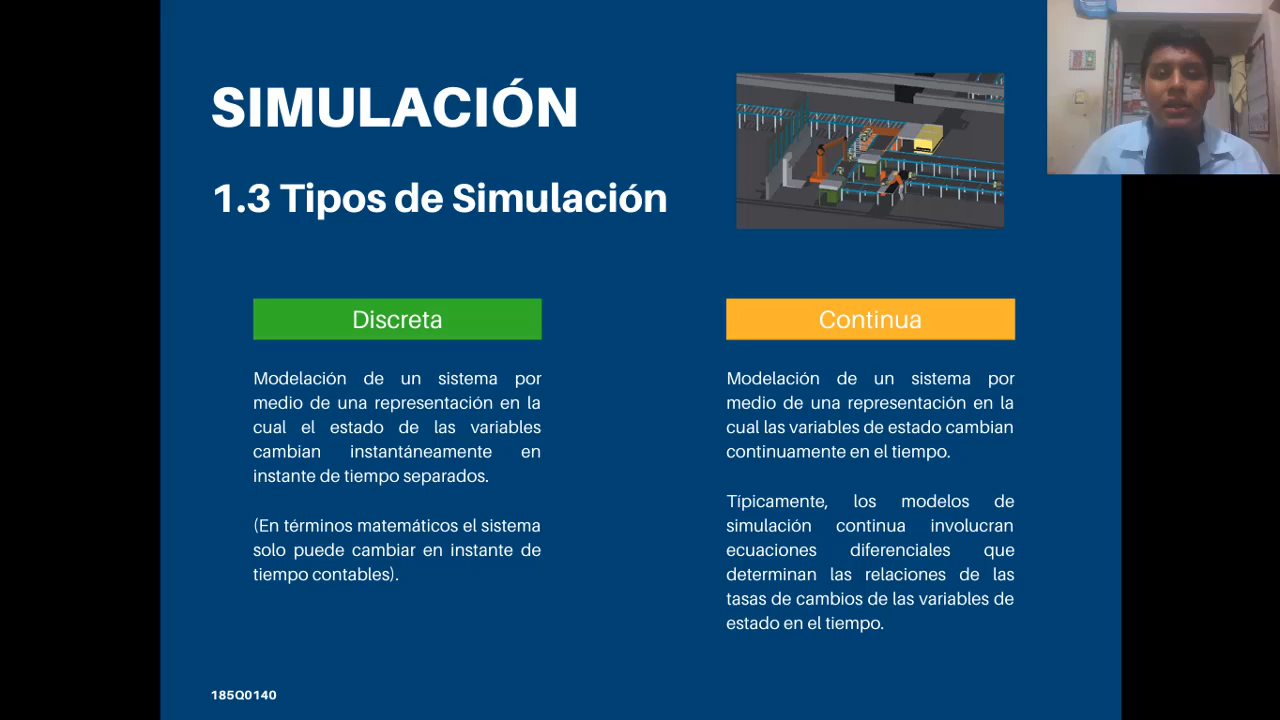 SIMULACIÓN
1.3 Tipos de Simulación
Discreta
Modelación de un sistema por
medio de una representación en la
cual el estado de las variables
cambian instantáneamente en
instante de tiempo separados.
(En términos matemáticos el sistema
solo puede cambiar en instante de
tiempo contables).
Continua
Modelación de un sistema por
medio de una representación en la
cual las variables de estado cambian
continuamente en el tiempo.
Típicamente, los modelos de
simulación continua involucran
ecuaciones diferenciales que
determinan las relaciones de las
tasas de cambios de las variables de
estado en el tiempo.
185Q0140